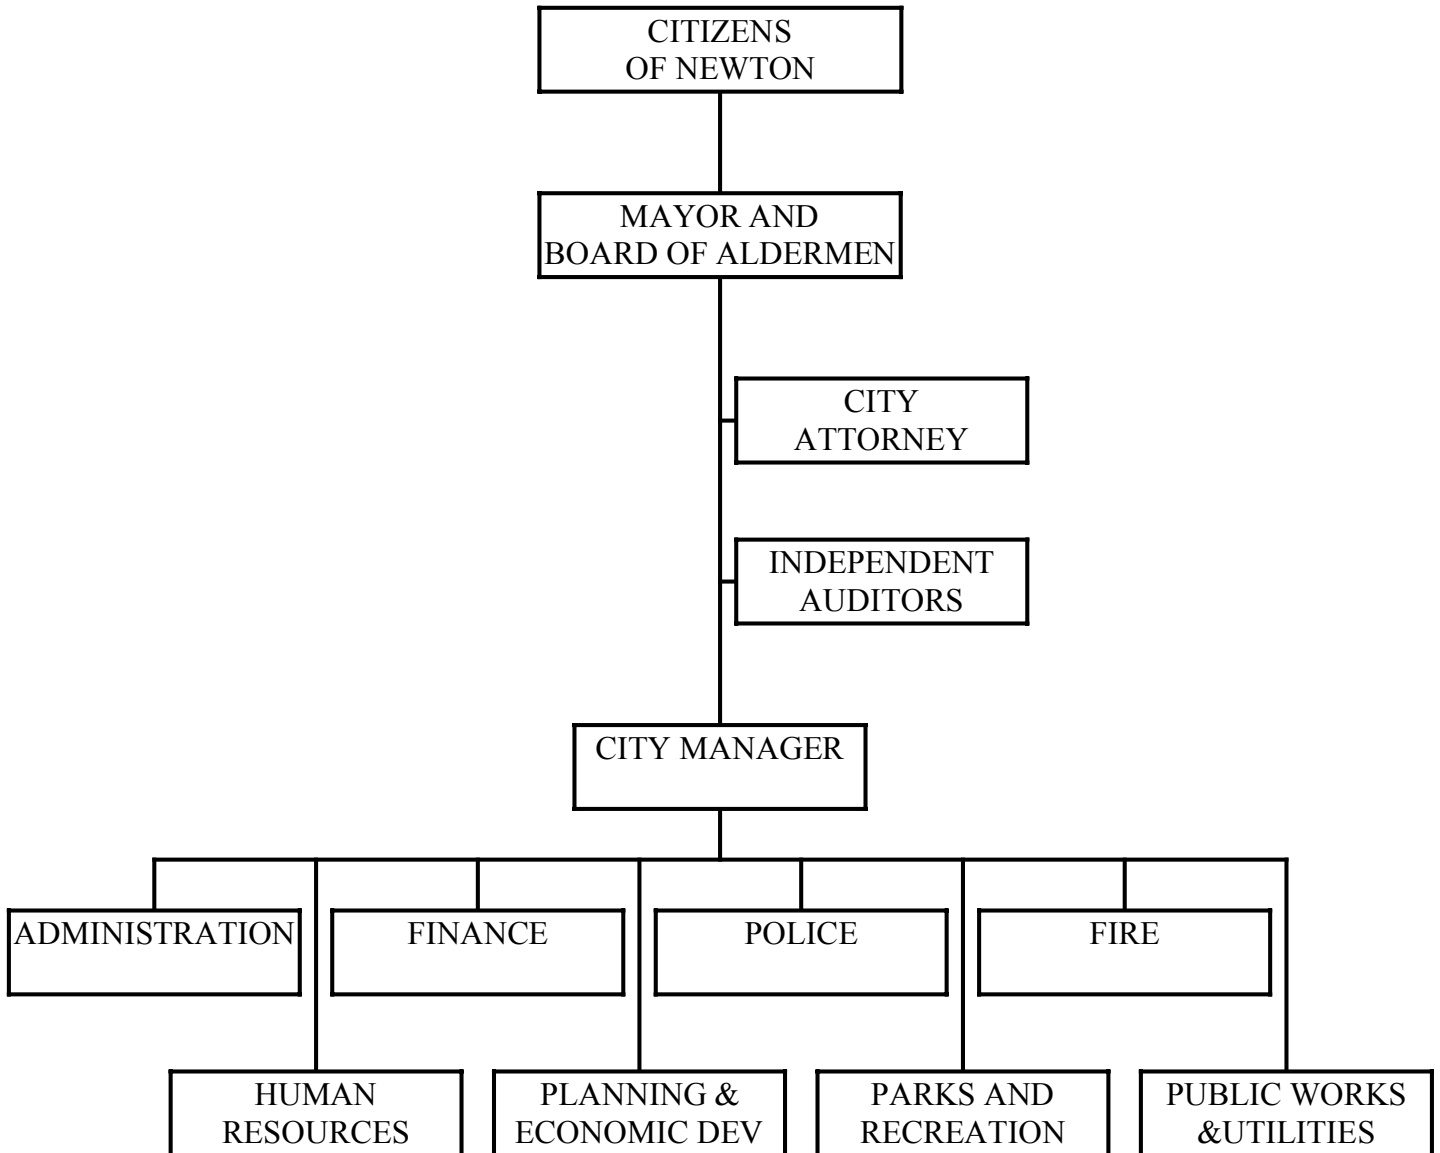 CITIZENS
OF NEWTON
MAYOR AND
BOARD OF ALDERMEN
CITY
ATTORNEY
INDEPENDENT
AUDITORS
CITY MANAGER
ADMINISTRATION
FINANCE
POLICE
FIRE
HUMAN
RESOURCES
PLANNING &
ECONOMIC DEV
PARKS AND
RECREATION
PUBLIC WORKS
&UTILITIES